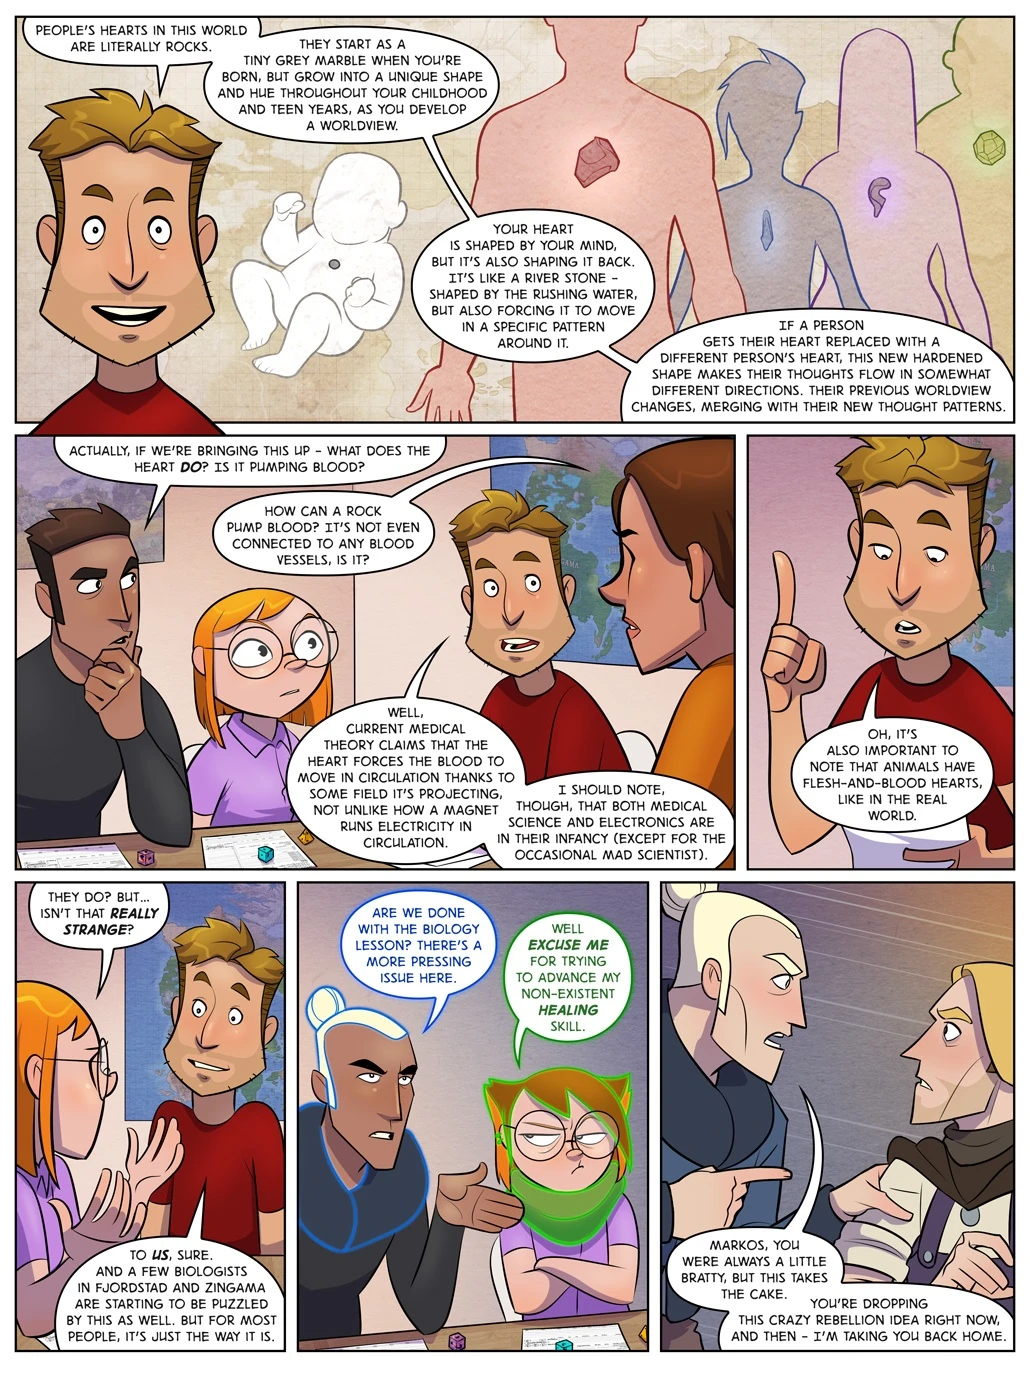 PEOPLE'S HEARTS IN THIS WORLD
ARE LITERALLY ROCKS.
THEY START AS A
TINY GREY MARBLE WHEN YOU'RE
BORN, BUT GROW INTO A UNIQUE SHAPE
AND HUE THROUGHOUT YOUR CHILDHOOD
AND TEEN YEARS, AS YOU DEVELOP
A WORLDVIEW.
YOUR HEART
IS SHAPED BY YOUR MIND,
BUT IT'S ALSO SHAPING IT BACK.
IT'S LIKE A RIVER STONE -
SHAPED BY THE RUSHING WATER,
BUT ALSO FORCING IT TO MOVE
IN A SPECIFIC PATTERN
AROUND IT.
IF A PERSON
GETS THEIR HEART REPLACED WITH A
DIFFERENT PERSON'S HEART, THIS NEW HARDENED
SHAPE MAKES THEIR THOUGHTS FLOW IN SOMEWHAT
DIFFERENT DIRECTIONS. THEIR PREVIOUS WORLDVIEW
CHANGES, MERGING WITH THEIR NEW THOUGHT PATTERNS.
ACTUALLY, IF WE'RE BRINGING THIS UP - WHAT DOES THE
HEART DO? IS IT PUMPING BLOOD?
HOW CAN A ROCK
PUMP BLOOD? IT'S NOT EVEN
CONNECTED TO ANY BLOOD
VESSELS, IS IT?
WELL,
CURRENT MEDICAL
THEORY CLAIMS THAT THE
HEART FORCES THE BLOOD TO
MOVE IN CIRCULATION THANKS TO
SOME FIELD IT'S PROJECTING,
NOT UNLIKE HOW A MAGNET
RUNS ELECTRICITY IN
CIRCULATION.
I SHOULD NOTE,
THOUGH, THAT BOTH MEDICAL
SCIENCE AND ELECTRONICS ARE
IN THEIR INFANCY (EXCEPT FOR THE
OCCASIONAL MAD SCIENTIST).
OH, IT'S
ALSO IMPORTANT TO
NOTE THAT ANIMALS HAVE
FLESH-AND-BLOOD HEARTS,
LIKE IN THE REAL
WORLD.
THEY DO? BUT...
ISN'T THAT REALLY
STRANGE?
TO US, SURE.
AND A FEW BIOLOGISTS
IN FJORDSTAD AND ZINGAMA
ARE STARTING TO BE PUZZLED
BY THIS AS WELL. BUT FOR MOST
PEOPLE, IT'S JUST THE WAY IT IS.
ARE WE DONE
WITH THE BIOLOGY
LESSON? THERE'S A
MORE PRESSING
ISSUE HERE.
WELL
EXCUSE ME
FOR TRYING
TO ADVANCE MY
NON-EXISTENT
HEALING
SKILL.
MARKOS, YOU
WERE ALWAYS A LITTLE
BRATTY, BUT THIS TAKES
THE CAKE.
YOU'RE DROPPING
THIS CRAZY REBELLION IDEA RIGHT NOW,
AND THEN - I'M TAKING YOU BACK HOME.